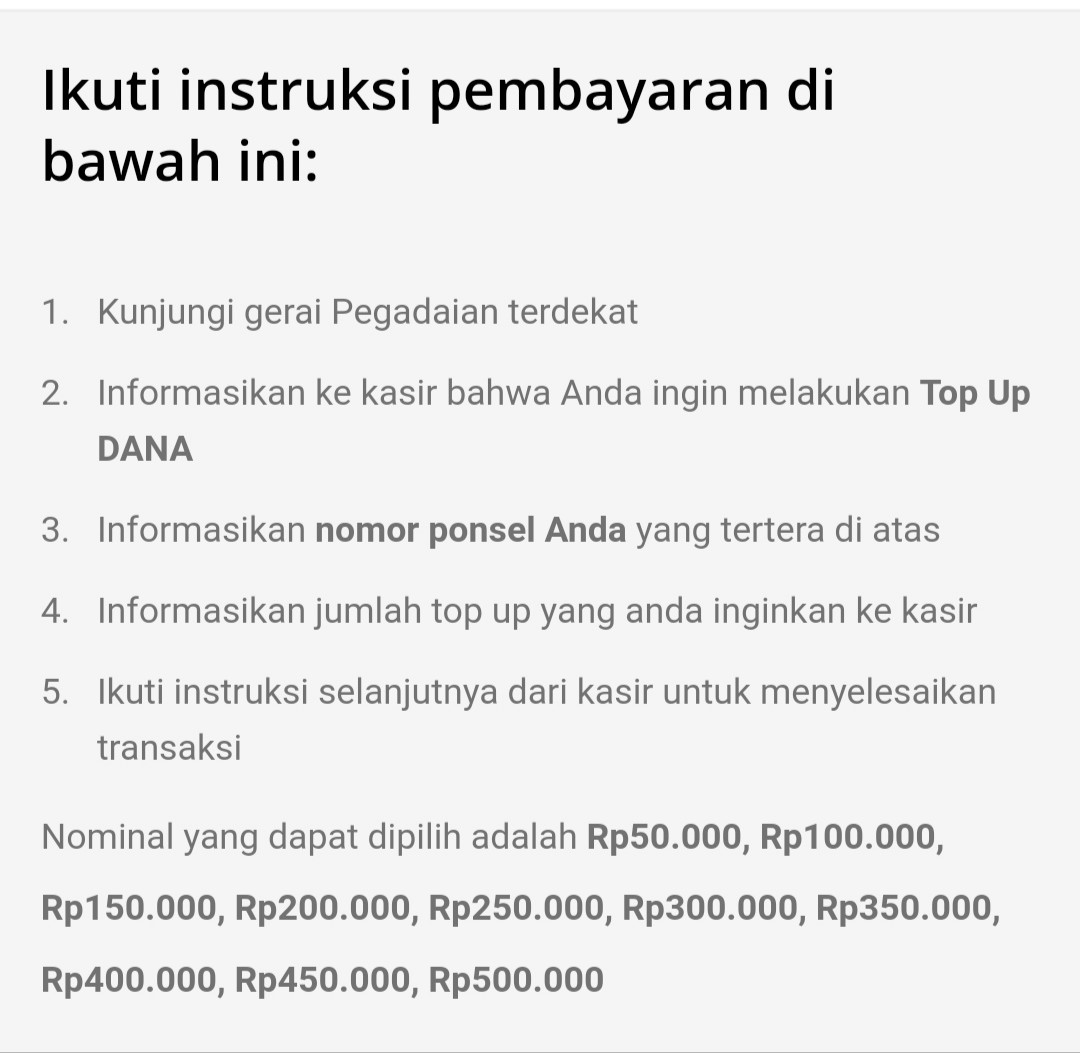 Ikuti instruksi pembayaran di
bawah ini:
1. Kunjungi gerai Pegadaian terdekat
2. Informasikan ke kasir bahwa Anda ingin melakukan Top Up
DANA
3. Informasikan nomor ponsel Anda yang tertera di atas
4. Informasikan jumlah top up yang anda inginkan ke kasir
5. Ikuti instruksi selanjutnya dari kasir untuk menyelesaikan
transaksi
Nominal yang dapat dipilih adalah Rp50.000, Rp100.000,
Rp150.000, Rp200.000, Rp250.000, Rp300.000, Rp350.000,
Rp400.000, Rp450.000, Rp500.000